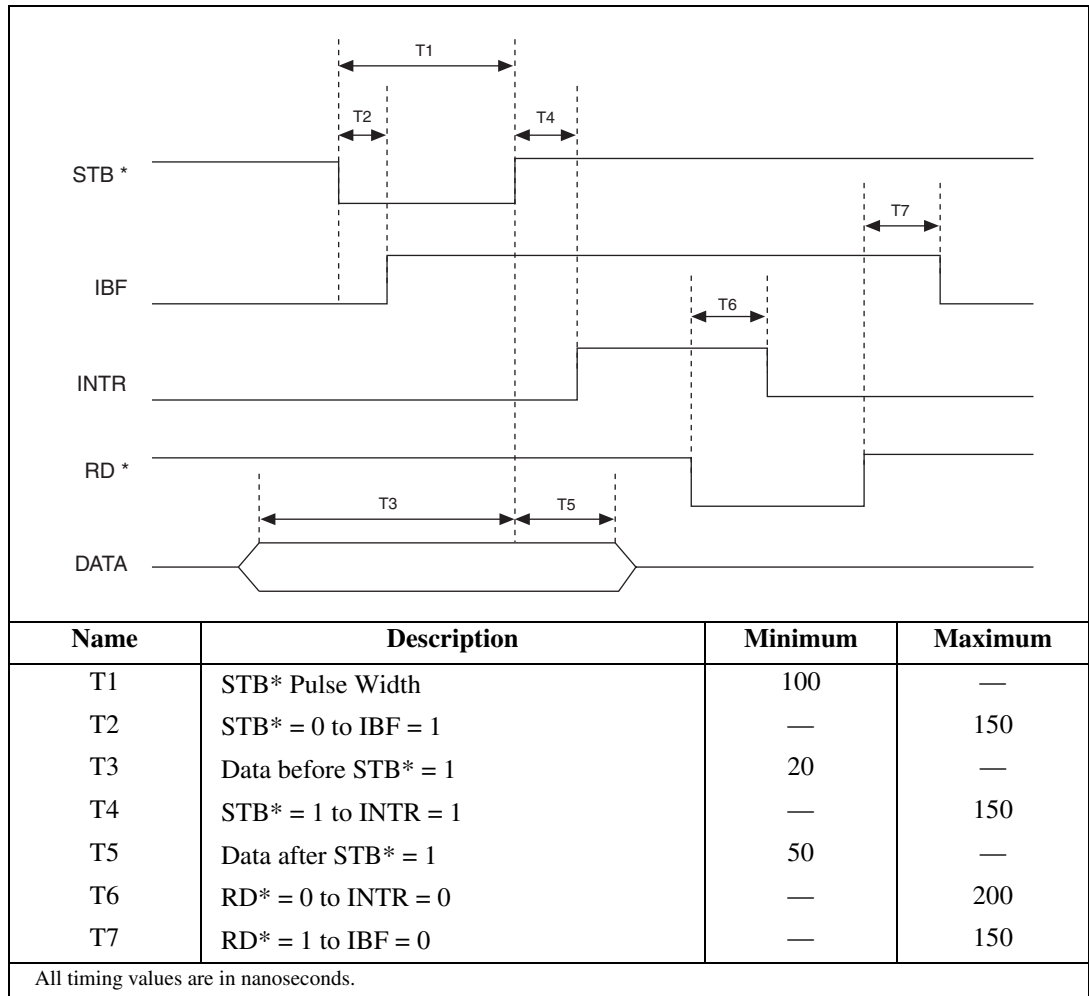 T1
T2
T4
STB *
T7
IBF
T6
INTR
RD *
T3
T5
DATA
Name Description Minimum Maximum
T1 STB* Pulse Width 100 —
T2 STB* = 0 to IBF = 1 — 150
T3 Data before STB* = 1 20 —
T4 STB* = 1 to INTR = 1 — 150
T5 Data after STB* = 1 50 —
T6 RD* = 0 to INTR = 0 — 200
T7 RD* = 1 to IBF = 0 — 150
All timing values are in nanoseconds.